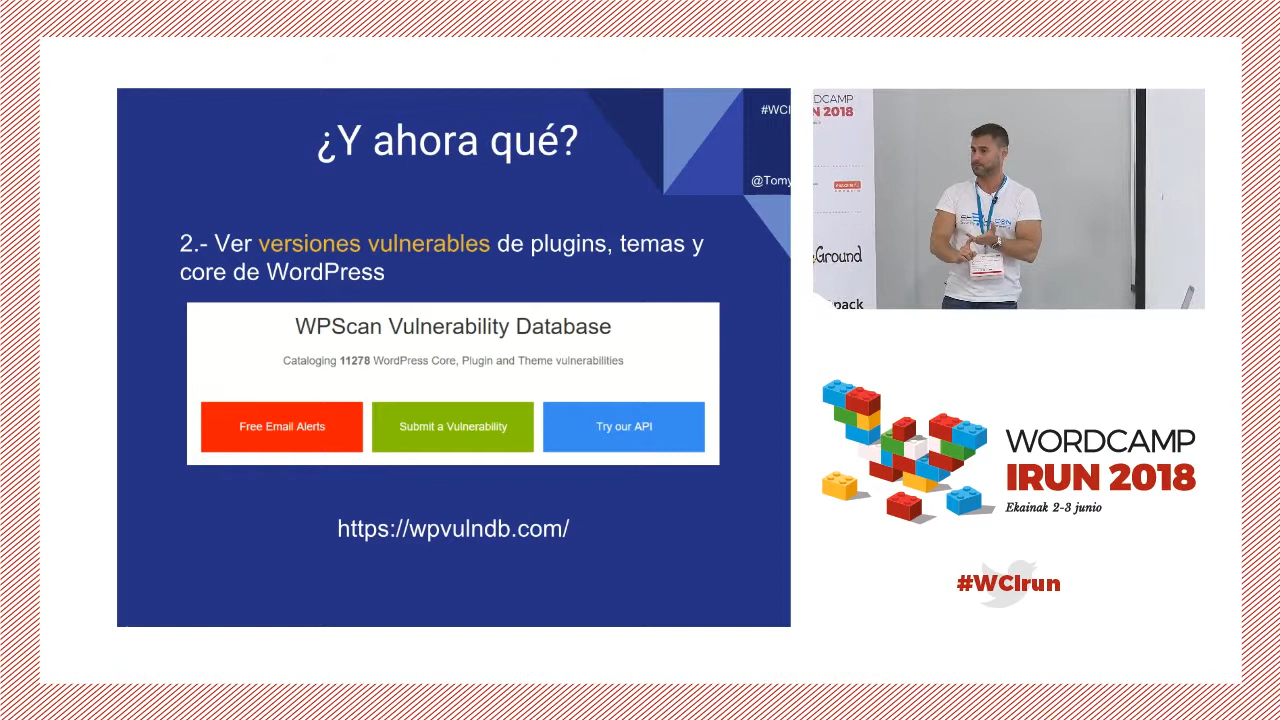 ¿Y ahora qué?
#WCI
@Tomy
2.- Ver versiones vulnerables de plugins, temas y
core de WordPress
WPScan Vulnerability Database
Cataloging 11278 WordPress Core, Plugin and Theme vulnerabilities
Free Email Alerts
Submit a Vulnerability
Try our API
https://wpvulndb.com/
RDCAMP
N 2018
Ground
pack
WORDCAMP
IRUN 2018
Ekainak 2-3 junio
#WCIrun